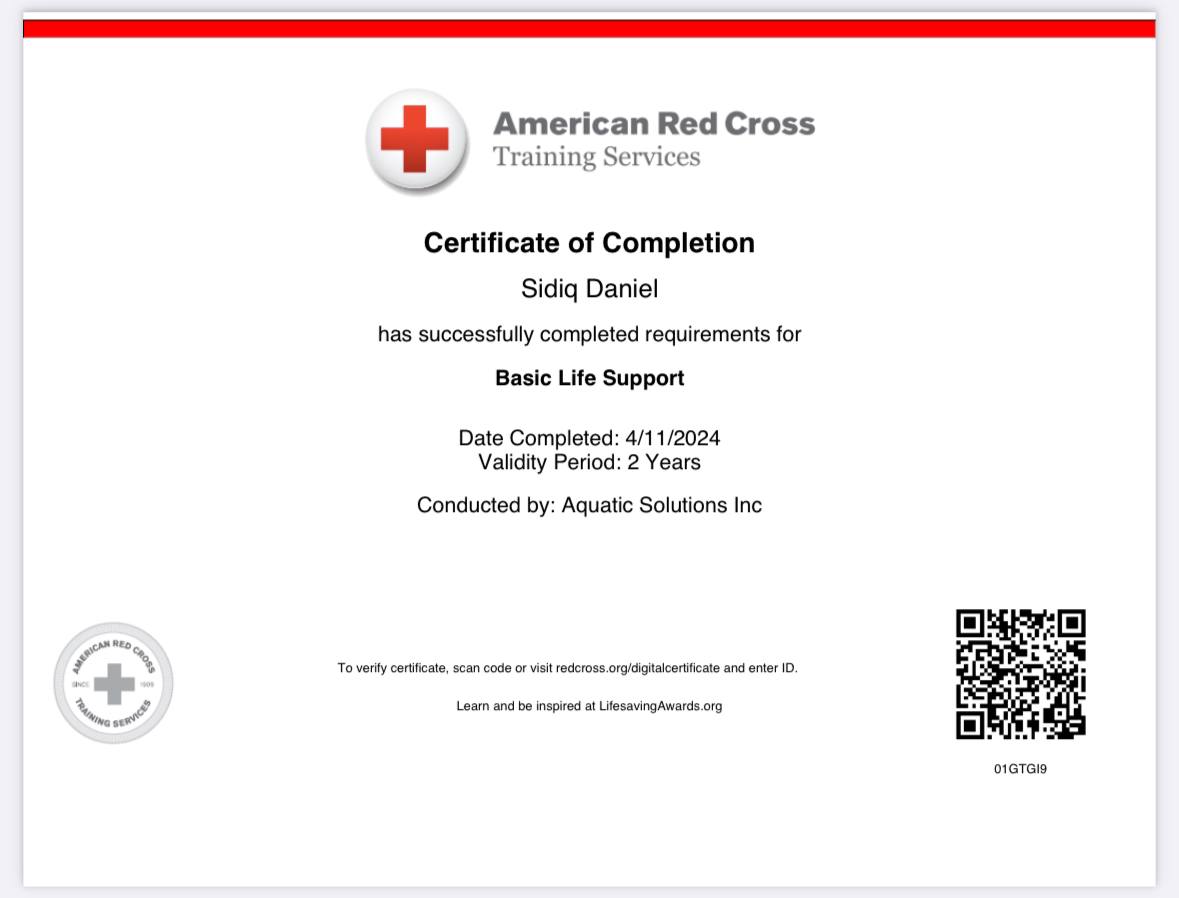 American Red Cross
Training Services
Certificate of Completion
Sidiq Daniel
has successfully completed requirements for
Basic Life Support
Date Completed: 4/11/2024
Validity Period: 2 Years
Conducted by: Aquatic Solutions Inc
AMERICAN RED CROSS
SINCE 1909
TRAINING SERVICES
To verify certificate, scan code or visit redcross.org/digitalcertificate and enter ID.
Learn and be inspired at LifesavingAwards.org
01GTGI9